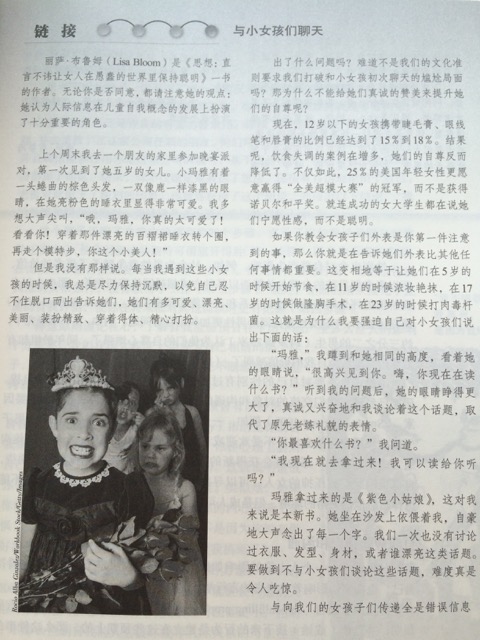 链 接
与小女孩们聊天
丽萨·布鲁姆（Lisa Bloom）是《思想：直
言不讳让女人在愚蠢的世界里保持聪明》一书
的作者。无论你是否同意，都请注意她的观点：
她认为人际信息在儿童自我概念的发展上扮演
了十分重要的角色。
上个周末我去一个朋友的家里参加晚宴派
对，第一次见到了她五岁的女儿。小玛雅有着
一头蜷曲的棕色头发，一双像鹿一样漆黑的眼
睛，在她亮粉色的睡衣里显得非常可爱。我多
想大声尖叫，“哦，玛雅，你真的太可爱了！
看看你！穿着那件漂亮的百褶裙睡衣转个圈，
再走个模特步，你这个小美人！”
但是我没有那样说。每当我遇到这些小女
孩的时候，我总是尽力保持沉默，以免自己忍
不住脱口而出告诉她们，她们有多可爱、漂亮、
美丽、装扮精致、穿着得体、精心打扮。
出了什么问题吗？难道不是我们的文化准
则要求我们打破和小女孩初次聊天的尴尬局面
吗？那为什么不能给她们真诚的赞美来提升她
们的自尊呢？
现在，12岁以下的女孩携带睫毛膏、眼线
笔和唇膏的比例已经达到了15%到18%。结果
呢，饮食失调的案例在增多，她们的自尊反而
降低了。不仅如此，25%的美国年轻女性更愿
意赢得“全美超模大赛”的冠军，而不是获得
诺贝尔和平奖。就连成功的女大学生都在说她
们宁愿性感，而不是聪明。
如果你教会女孩子们外表是你第一件注意
到的事，那么你就是在告诉她们外表比其他任
何事情都重要。这变相地等于让她们在5岁的
时候开始节食，在11岁的时候浓妆艳抹，在17
岁的时候做隆胸手术，在23岁的时候打肉毒杆
菌。这就是为什么我要强迫自己对小女孩们说
出下面的话：
“玛雅，”我蹲到和她相同的高度，看着她
的眼睛说，“很高兴见到你。嗨，你现在在读
什么书？”听到我的问题后，她的眼睛睁得更
大了，真诚又兴奋地和我谈论着这个话题，取
代了原先老练礼貌的表情。
“你最喜欢什么书？”我问道。
“我现在就去拿过来！我可以读给你听
吗？”
玛雅拿过来的是《紫色小姑娘》，这对我
来说是本新书。她坐在沙发上依偎着我，自豪
地大声念出了每一个字。我们一次也没有讨论
过衣服、发型、身材，或者谁漂亮这类话题。
要做到不与小女孩们谈论这些话题，难度真是
令人吃惊。
与向我们的女孩子们传递全是错误信息